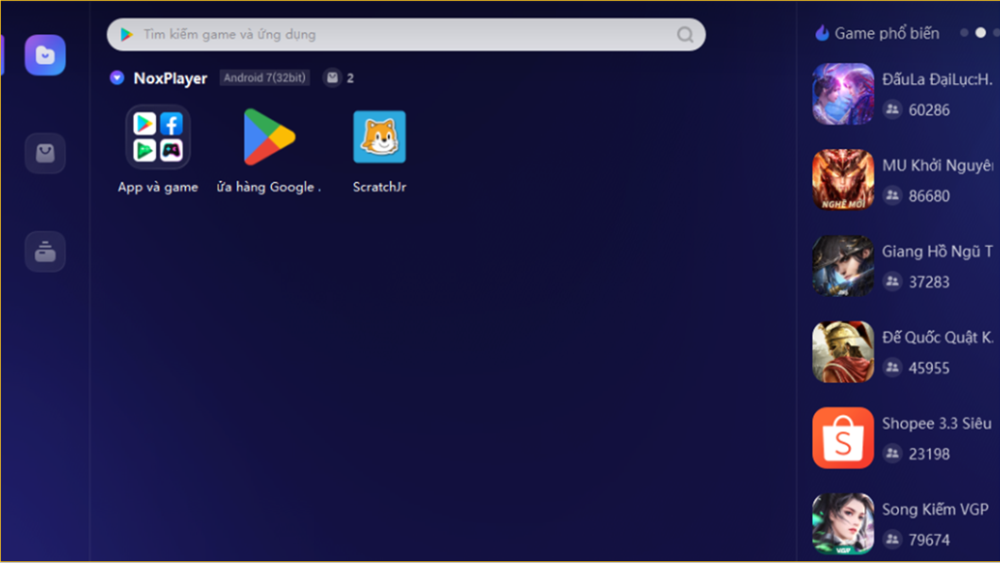 Tìm kiếm game và ứng dụng
NoxPlayer Android 7(32bit) 2
App và game
ửa hàng Google .
ScratchJr
Game phổ biến
ĐấuLa ĐạiLục:H.
60286
MU Khởi Nguyên
86680
NGHỀ MỚI
Giang Hồ Ngũ T
37283
Đế Quốc Quật K.
45955
Shopee 3.3 Siêu
23198
Song Kiếm VGP
79674
VGP